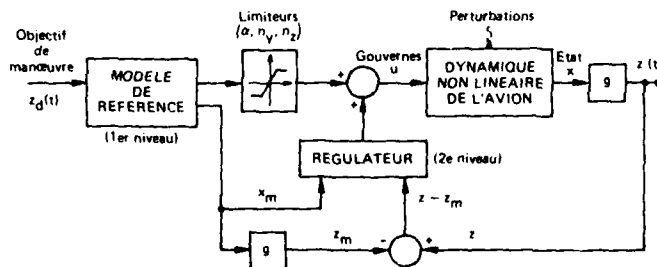 Objectif
de
manœuvre
z_d(t)
MODELE
DE
REFERENCE
(1er niveau)
Limiteurs
(α, n_y, n_z)
+
+
Gouvernes
u
Perturbations
DYNAMIQUE
NON LINEAIRE
DE L'AVION
Etat
x
g
z (t)
REGULATEUR
(2e niveau)
x_m
z – z_m
g
z_m
-
+
z